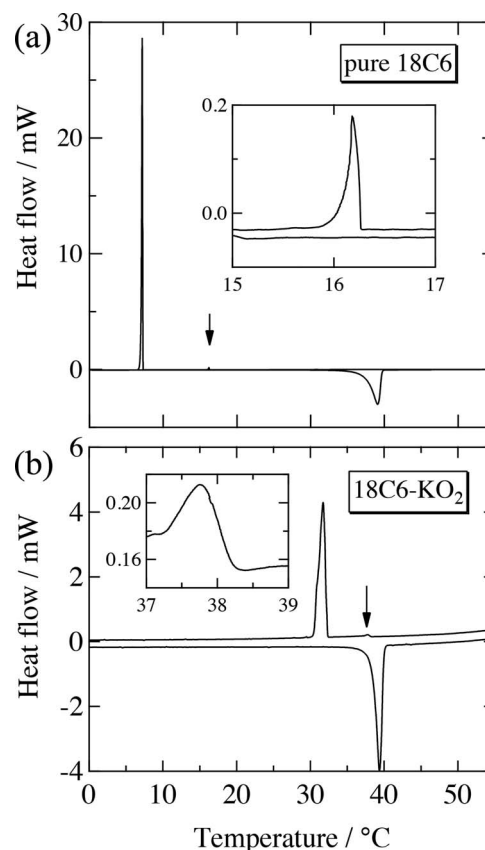 (a)
pure 18C6
Heat flow / mW
30
20
10
0
0.2
0.0
15 16 17
(b)
18C6-KO₂
Heat flow / mW
6
4
2
0
-2
-4
0.20
0.16
37 38 39
0 10 20 30 40 50
Temperature / °C